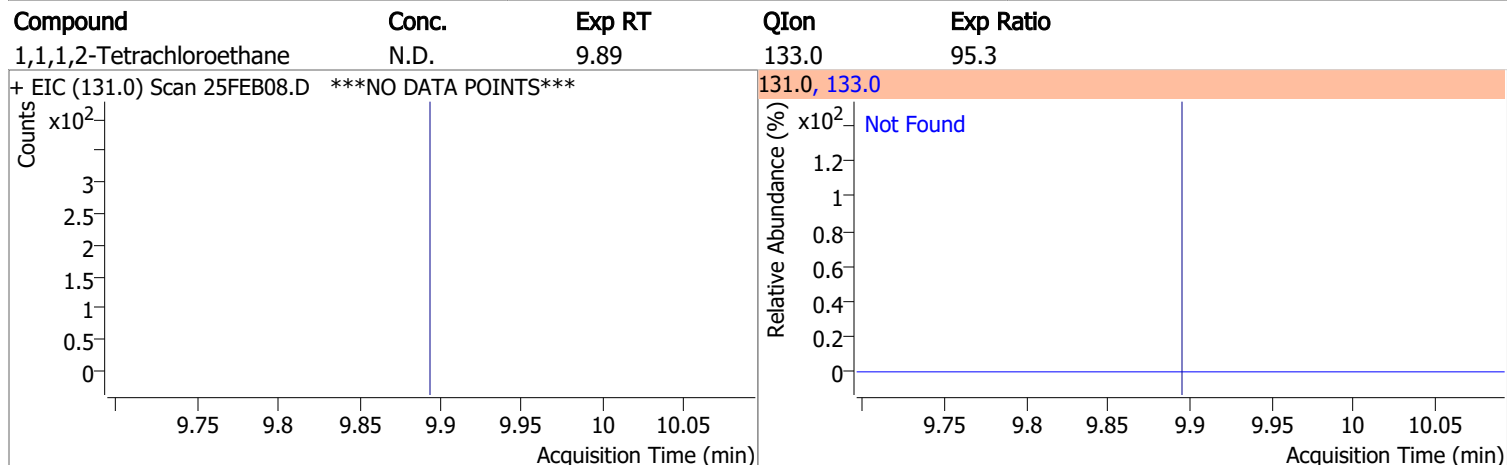 Compound Conc. Exp RT QIon Exp Ratio
1,1,1,2-Tetrachloroethane N.D. 9.89 133.0 95.3
+ EIC (131.0) Scan 25FEB08.D ***NO DATA POINTS***
Counts
x10²
3
2.5
2
1.5
1
0.5
0
9.75 9.8 9.85 9.9 9.95 10 10.05
Acquisition Time (min)
131.0, 133.0
Relative Abundance (%)
x10²
Not Found
1.2
1
0.8
0.6
0.4
0.2
0
9.75 9.8 9.85 9.9 9.95 10 10.05
Acquisition Time (min)